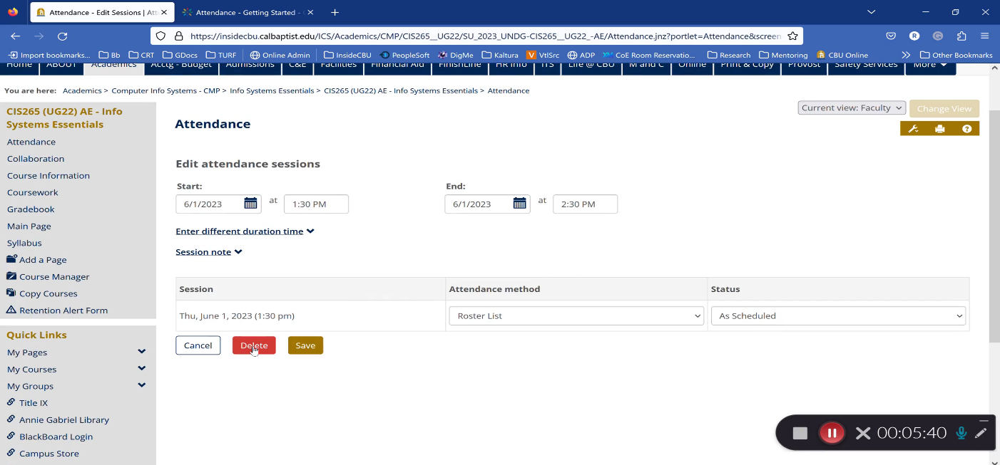 Attendance - Edit Sessions | Att
Attendance - Getting Started -
https://insidecbu.calbaptist.edu/ICS/Academics/CMP/CIS265__UG22/SU_2023_UNDG-CIS265__UG22_-AE/Attendance.jnz?portlet=Attendance&screen
Import bookmarks... Bb CRT GDocs TURF Online Admin InsideCBU PeopleSoft DigMe Kaltura VtlSrc ADP CoE Room Reservatio... Research Mentoring CBU Online Other Bookmarks
Home ABOUT Academics Acctg - Budget Admissions C&E Facilities Financial Aid FinishLine HR Info ITS Life @ CBU M and C Online Print & Copy Provost Safety Services More
You are here: Academics > Computer Info Systems - CMP > Info Systems Essentials > CIS265 (UG22) AE - Info Systems Essentials > Attendance
CIS265 (UG22) AE - Info
Systems Essentials
Attendance
Collaboration
Course Information
Coursework
Gradebook
Main Page
Syllabus
Add a Page
Course Manager
Copy Courses
Retention Alert Form
Quick Links
My Pages
My Courses
My Groups
Title IX
Annie Gabriel Library
BlackBoard Login
Campus Store
Current view: Faculty
Change View
Attendance
Edit attendance sessions
Start: End:
6/1/2023 at 1:30 PM 6/1/2023 at 2:30 PM
Enter different duration time
Session note
Session Attendance method Status
Thu, June 1, 2023 (1:30 pm) Roster List As Scheduled
Cancel Delete Save
00:05:40